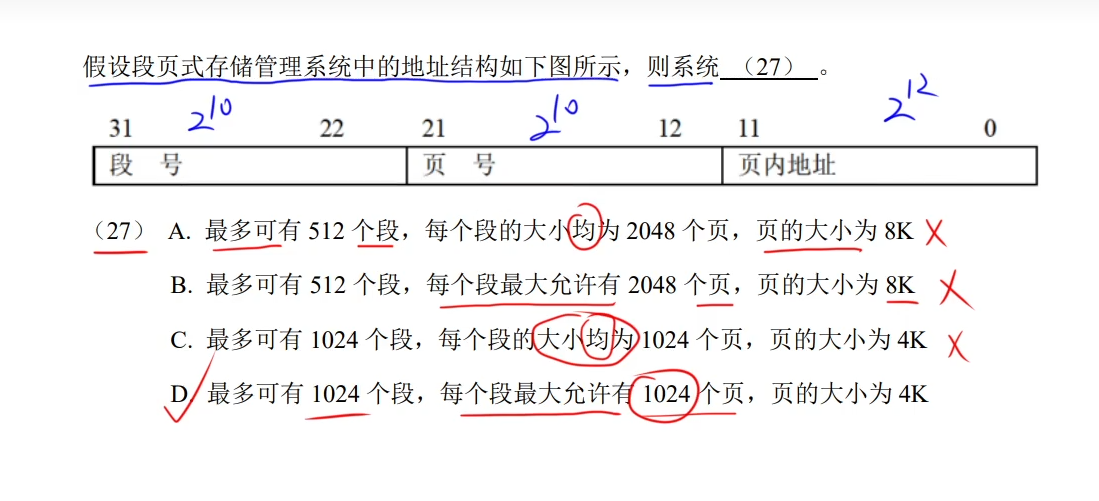 假设段页式存储管理系统中的地址结构如下图所示，则系统 （27） 。
2^10 2^10 2^12
31 22 21 12 11 0
段 号 页 号 页内地址
（27） A. 最多可有 512 个段，每个段的大小均为 2048 个页，页的大小为 8K ×
B. 最多可有 512 个段，每个段最大允许有 2048 个页，页的大小为 8K ×
C. 最多可有 1024 个段，每个段的大小均为 1024 个页，页的大小为 4K ×
D. 最多可有 1024 个段，每个段最大允许有 1024 个页，页的大小为 4K